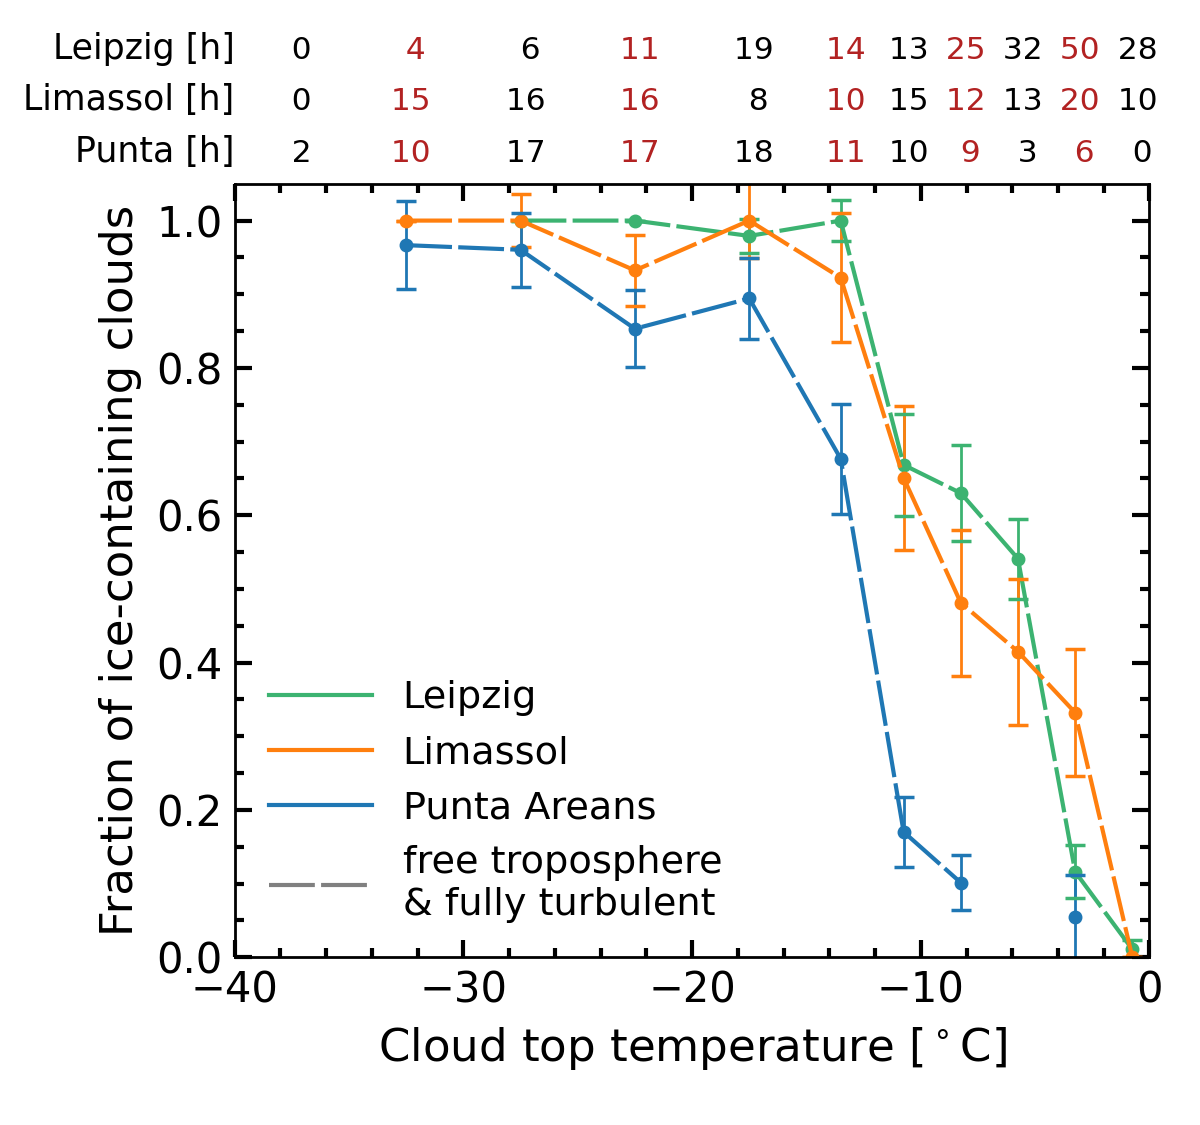 Leipzig [h] 0 4 6 11 19 14 13 25 32 50 28
Limassol [h] 0 15 16 16 8 10 15 12 13 20 10
Punta [h] 2 10 17 17 18 11 10 9 3 6 0
1.0
0.8
0.6
0.4
0.2
0.0
Fraction of ice-containing clouds
Leipzig
Limassol
Punta Areans
free troposphere
& fully turbulent
−40 −30 −20 −10 0
Cloud top temperature [°C]